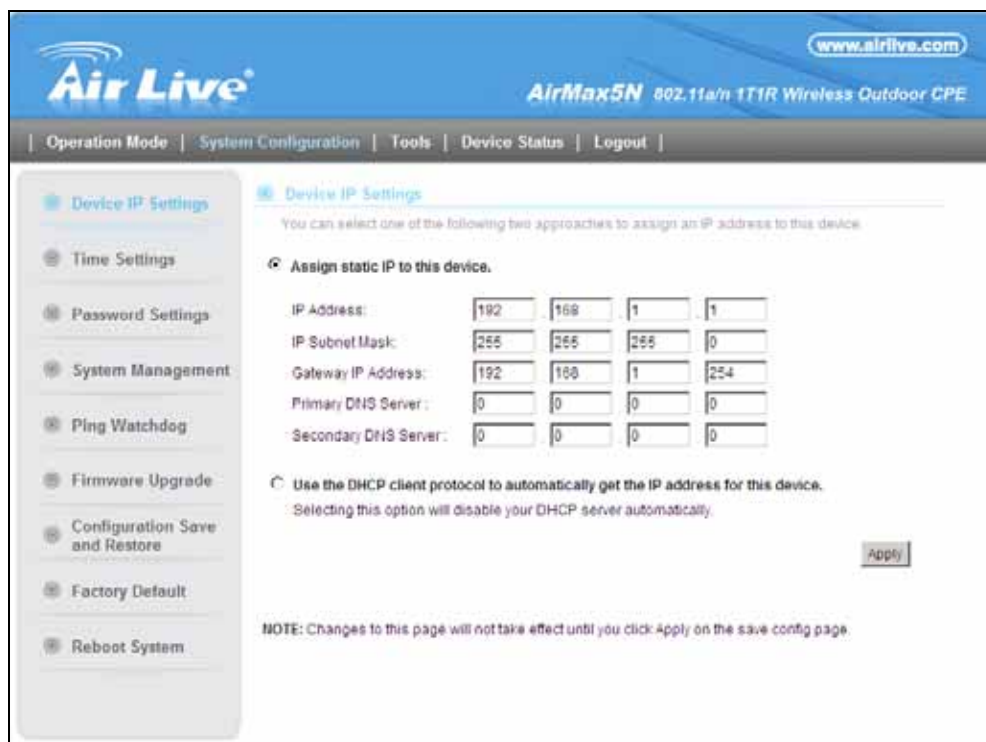 www.airlive.com
Air Live®
AirMax5N 802.11a/n 1T1R Wireless Outdoor CPE
| Operation Mode | System Configuration | Tools | Device Status | Logout |
Device IP Settings
Time Settings
Password Settings
System Management
Ping Watchdog
Firmware Upgrade
Configuration Save
and Restore
Factory Default
Reboot System
Device IP Settings
You can select one of the following two approaches to assign an IP address to this device.
Assign static IP to this device.
IP Address: 192 . 168 . 1 . 1
IP Subnet Mask: 255 255 255 0
Gateway IP Address: 192 168 1 254
Primary DNS Server : 0 0 0 0
Secondary DNS Server : 0 . 0 . 0 . 0
Use the DHCP client protocol to automatically get the IP address for this device.
Selecting this option will disable your DHCP server automatically.
Apply
NOTE: Changes to this page will not take effect until you click Apply on the save config page.